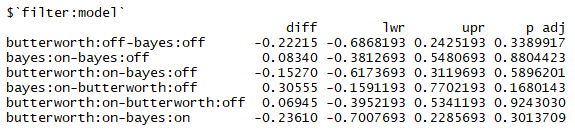 $`filter:model`
diff lwr upr p adj
butterworth:off-bayes:off -0.22215 -0.6868193 0.2425193 0.3389917
bayes:on-bayes:off 0.08340 -0.3812693 0.5480693 0.8804423
butterworth:on-bayes:off -0.15270 -0.6173693 0.3119693 0.5896201
bayes:on-butterworth:off 0.30555 -0.1591193 0.7702193 0.1680143
butterworth:on-butterworth:off 0.06945 -0.3952193 0.5341193 0.9243030
butterworth:on-bayes:on -0.23610 -0.7007693 0.2285693 0.3013709